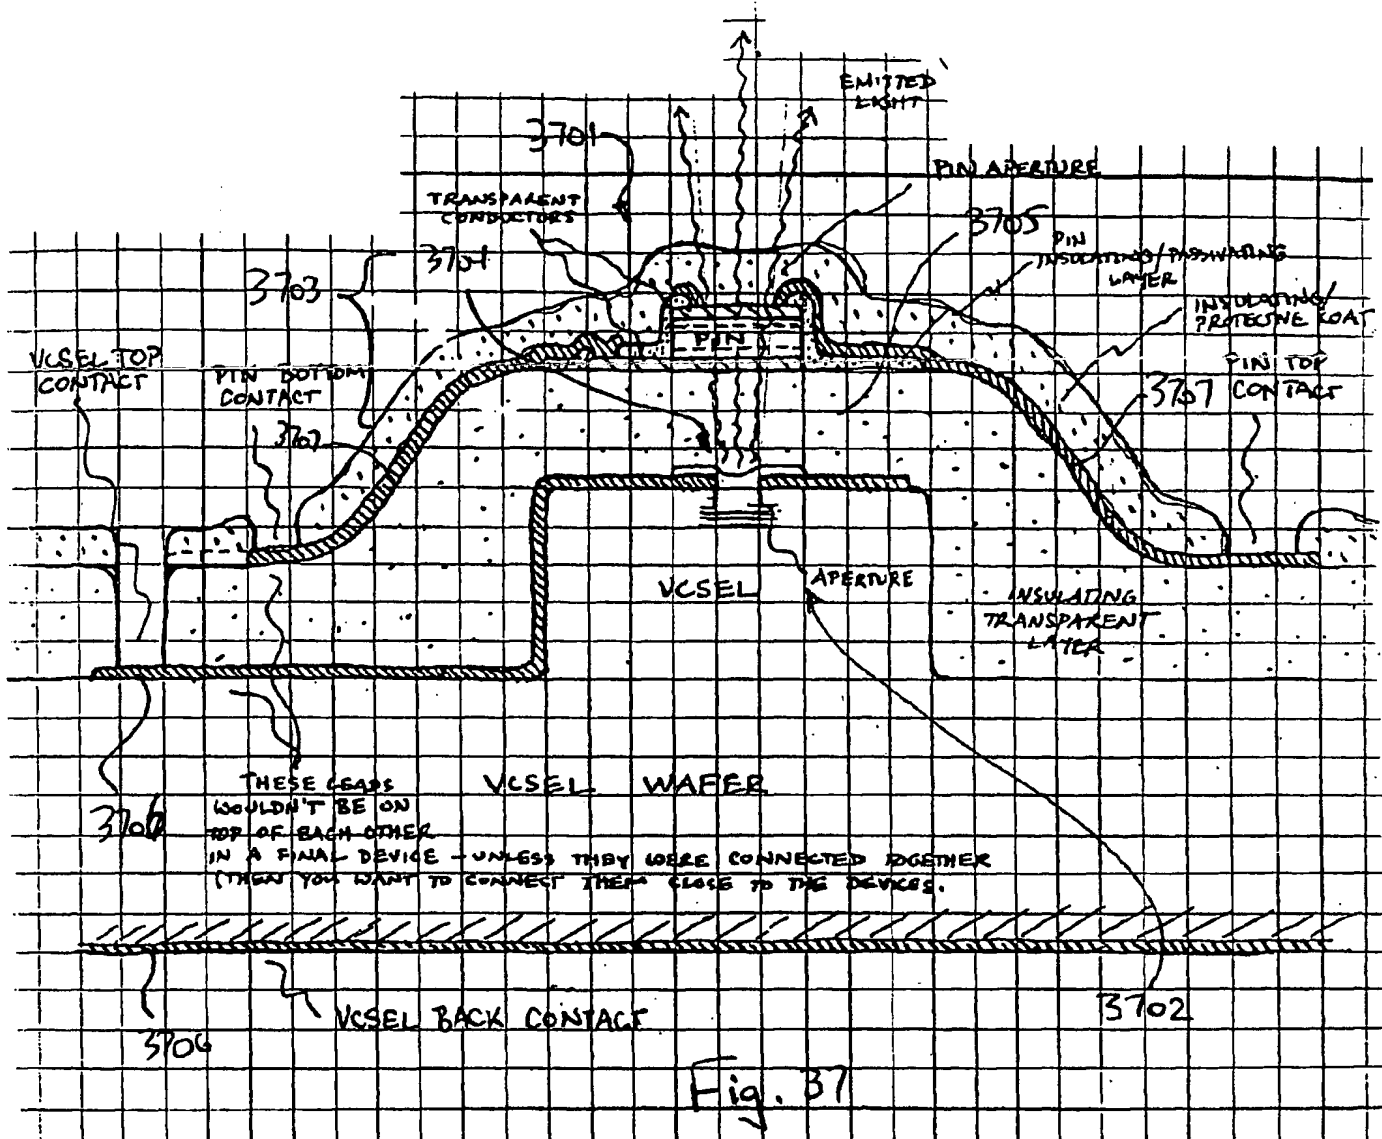 EMITTED
LIGHT
3701
PIN APERTURE
TRANSPARENT
CONDUCTORS
3705
PIN
INSULATING/PASSIVATING
LAYER
3704
3703
INSULATING/
PROTECTIVE COAT
PIN
VCSEL TOP
CONTACT
PIN BOTTOM
CONTACT
PIN TOP
CONTACT
3707
3707
VCSEL
APERTURE
INSULATING
TRANSPARENT
LAYER
THESE LEADS
WOULDN'T BE ON
TOP OF EACH OTHER
IN A FINAL DEVICE - UNLESS THEY WERE CONNECTED TOGETHER
(THEN YOU WANT TO CONNECT THEM CLOSE TO THE DEVICES.
VCSEL WAFER
3706
3702
VCSEL BACK CONTACT
3706
Fig. 37